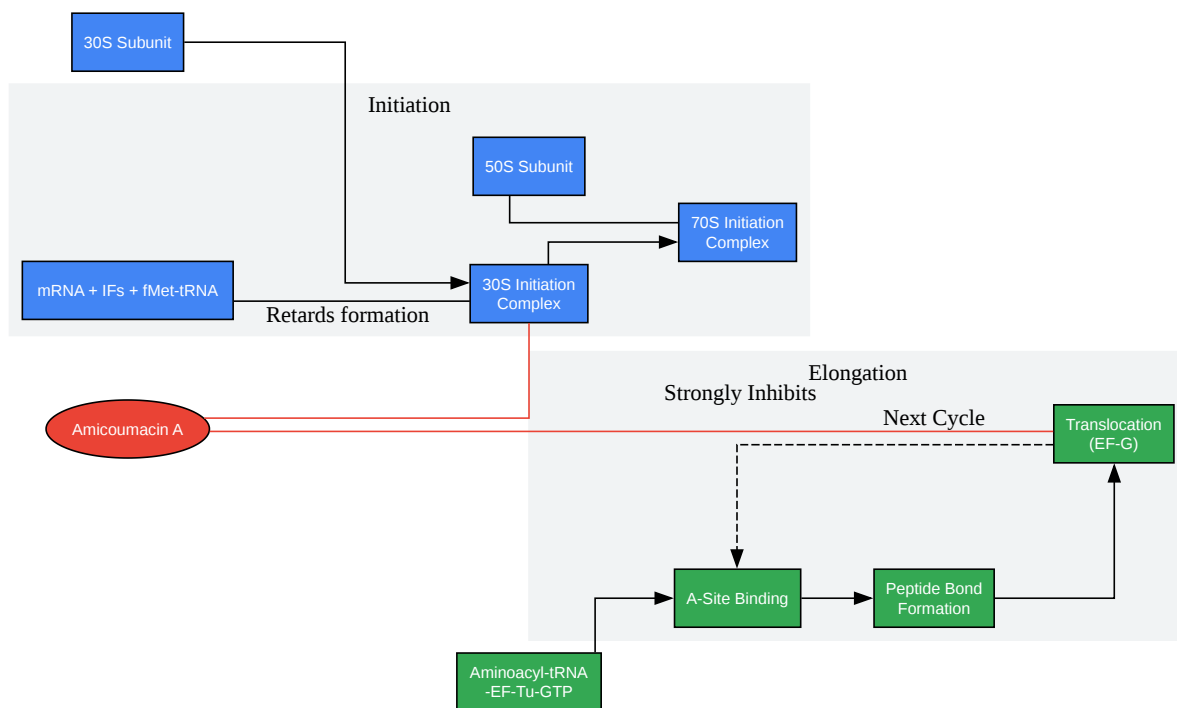 30S Subunit
Initiation
50S Subunit
70S Initiation
Complex
mRNA + IFs + fMet-tRNA
30S Initiation
Complex
Retards formation
Elongation
Strongly Inhibits
Amicoumacin A
Next Cycle
Translocation
(EF-G)
A-Site Binding
Peptide Bond
Formation
Aminoacyl-tRNA
-EF-Tu-GTP